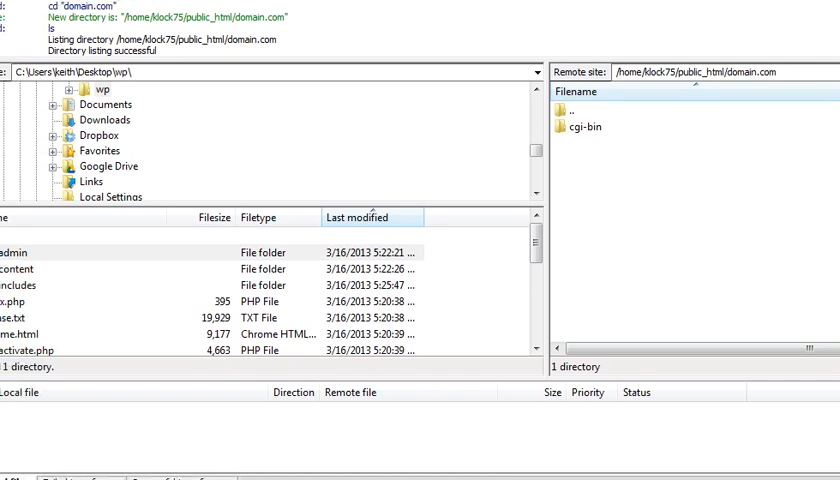 d: cd "domain.com"
e: New directory is: "/home/klock75/public_html/domain.com"
d: ls
Listing directory /home/klock75/public_html/domain.com
Directory listing successful
e: C:\Users\keith\Desktop\wp\
Remote site: /home/klock75/public_html/domain.com
wp
Documents
Downloads
Dropbox
Favorites
Google Drive
Links
Local Settings
Filename
..
cgi-bin
me Filesize Filetype Last modified
admin File folder 3/16/2013 5:22:21 ...
content File folder 3/16/2013 5:22:26 ...
includes File folder 3/16/2013 5:25:47 ...
x.php 395 PHP File 3/16/2013 5:20:38 ...
nse.txt 19,929 TXT File 3/16/2013 5:20:38 ...
me.html 9,177 Chrome HTML... 3/16/2013 5:20:39 ...
activate.php 4,663 PHP File 3/16/2013 5:20:39 ...
1 directory.
1 directory
Local file Direction Remote file Size Priority Status